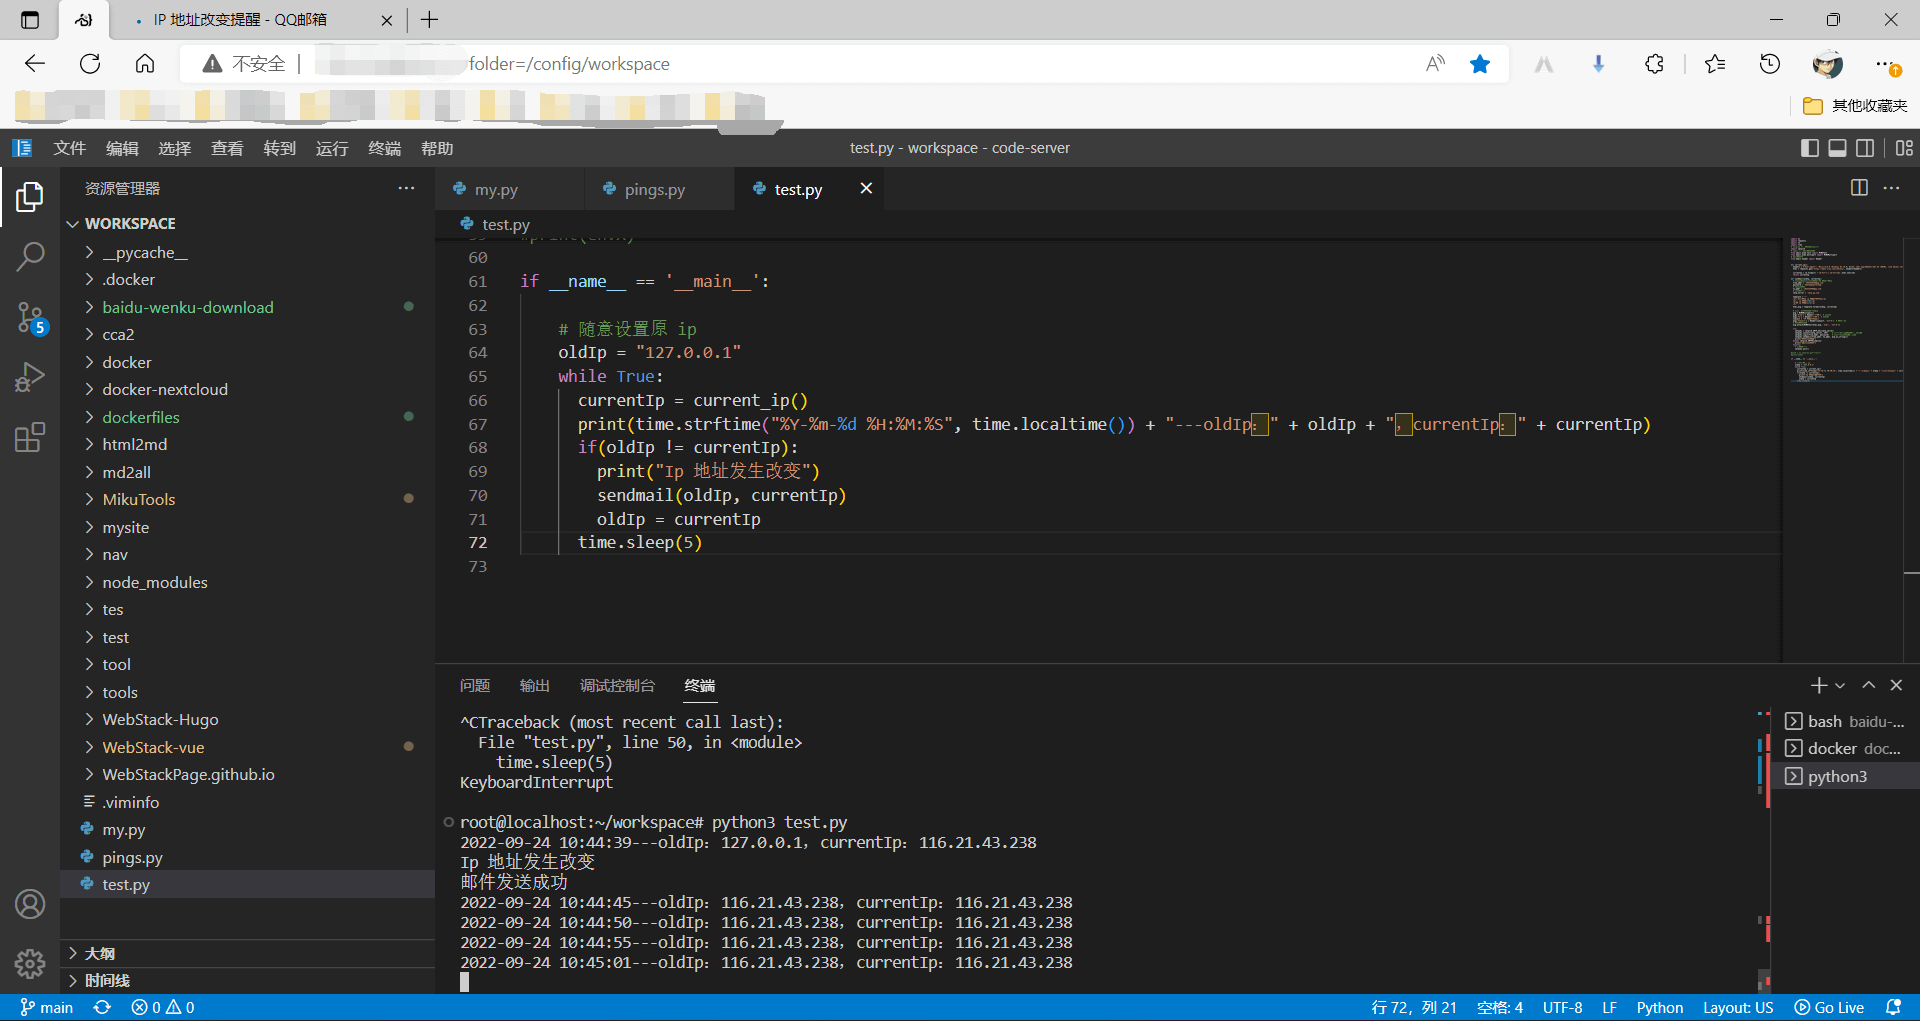 IP 地址改变提醒 - QQ邮箱
不安全
folder=/config/workspace
其他收藏夹
文件 编辑 选择 查看 转到 运行 终端 帮助
test.py - workspace - code-server
资源管理器
WORKSPACE
__pycache__
.docker
baidu-wenku-download
cca2
docker
docker-nextcloud
dockerfiles
html2md
md2all
MikuTools
mysite
nav
node_modules
tes
test
tool
tools
WebStack-Hugo
WebStack-vue
WebStackPage.github.io
.viminfo
my.py
pings.py
test.py
大纲
时间线
5
my.py
pings.py
test.py
test.py
60
61 if __name__ == '__main__':
62
63 # 随意设置原 ip
64 oldIp = "127.0.0.1"
65 while True:
66 currentIp = current_ip()
67 print(time.strftime("%Y-%m-%d %H:%M:%S", time.localtime()) + "---oldIp：" + oldIp + "，currentIp：" + currentIp)
68 if(oldIp != currentIp):
69 print("Ip 地址发生改变")
70 sendmail(oldIp, currentIp)
71 oldIp = currentIp
72 time.sleep(5)
73
问题 输出 调试控制台 终端
^CTraceback (most recent call last):
File "test.py", line 50, in <module>
time.sleep(5)
KeyboardInterrupt
root@localhost:~/workspace# python3 test.py
2022-09-24 10:44:39---oldIp：127.0.0.1，currentIp：116.21.43.238
Ip 地址发生改变
邮件发送成功
2022-09-24 10:44:45---oldIp：116.21.43.238，currentIp：116.21.43.238
2022-09-24 10:44:50---oldIp：116.21.43.238，currentIp：116.21.43.238
2022-09-24 10:44:55---oldIp：116.21.43.238，currentIp：116.21.43.238
2022-09-24 10:45:01---oldIp：116.21.43.238，currentIp：116.21.43.238
bash baidu-...
docker doc...
python3
main 0 0
行 72，列 21 空格: 4 UTF-8 LF Python Layout: US Go Live